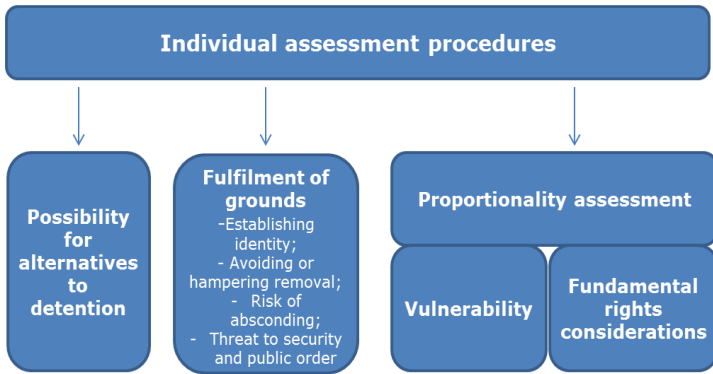 Individual assessment procedures
Possibility
for
alternatives
to
detention
Fulfilment of
grounds
-Establishing
identity;
- Avoiding or
hampering removal;
- Risk of
absconding;
- Threat to security
and public order
Proportionality assessment
Vulnerability
Fundamental
rights
considerations